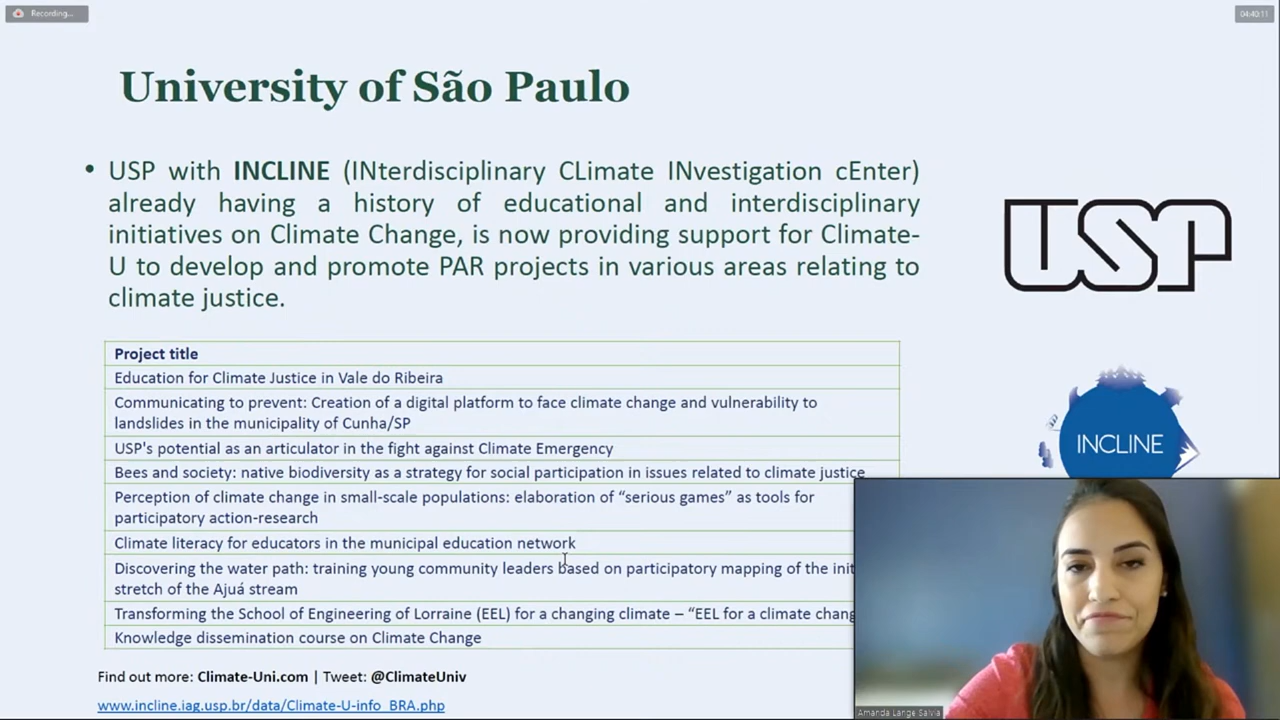 Recording...
04:40:11
University of São Paulo
• USP with INCLINE (INterdisciplinary CLimate INvestigation cEnter)
already having a history of educational and interdisciplinary
initiatives on Climate Change, is now providing support for Climate-
U to develop and promote PAR projects in various areas relating to
climate justice.
USP
INCLINE
Project title
Education for Climate Justice in Vale do Ribeira
Communicating to prevent: Creation of a digital platform to face climate change and vulnerability to
landslides in the municipality of Cunha/SP
USP's potential as an articulator in the fight against Climate Emergency
Bees and society: native biodiversity as a strategy for social participation in issues related to climate justice
Perception of climate change in small-scale populations: elaboration of “serious games” as tools for
participatory action-research
Climate literacy for educators in the municipal education network
Discovering the water path: training young community leaders based on participatory mapping of the init
stretch of the Ajuá stream
Transforming the School of Engineering of Lorraine (EEL) for a changing climate – “EEL for a climate chang
Knowledge dissemination course on Climate Change
Find out more: Climate-Uni.com | Tweet: @ClimateUniv
www.incline.iag.usp.br/data/Climate-U-info_BRA.php
Amanda Lange Salvia